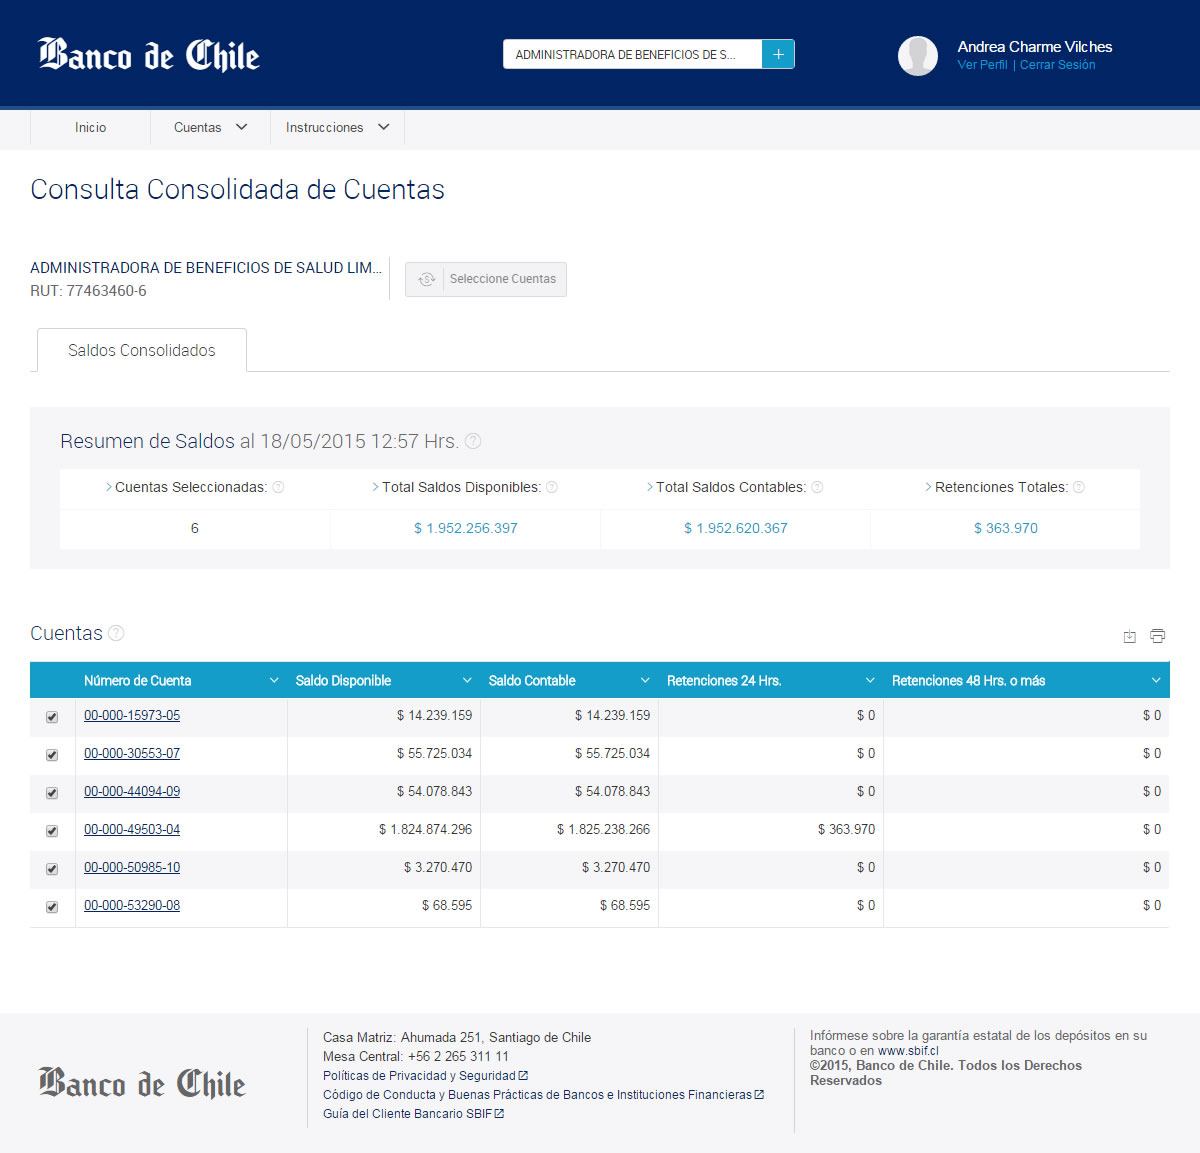 Banco de Chile
ADMINISTRADORA DE BENEFICIOS DE S...
+
Andrea Charme Vilches
Ver Perfil | Cerrar Sesión
Inicio Cuentas Instrucciones
Consulta Consolidada de Cuentas
ADMINISTRADORA DE BENEFICIOS DE SALUD LIM...
RUT: 77463460-6
Seleccione Cuentas
Saldos Consolidados
Resumen de Saldos al 18/05/2015 12:57 Hrs. ?
Cuentas Seleccionadas: ? Total Saldos Disponibles: ? Total Saldos Contables: ? Retenciones Totales: ?
6 $ 1.952.256.397 $ 1.952.620.367 $ 363.970
Cuentas ?
Número de Cuenta Saldo Disponible Saldo Contable Retenciones 24 Hrs. Retenciones 48 Hrs. o más
00-000-15973-05 $ 14.239.159 $ 14.239.159 $ 0 $ 0
00-000-30553-07 $ 55.725.034 $ 55.725.034 $ 0 $ 0
00-000-44094-09 $ 54.078.843 $ 54.078.843 $ 0 $ 0
00-000-49503-04 $ 1.824.874.296 $ 1.825.238.266 $ 363.970 $ 0
00-000-50985-10 $ 3.270.470 $ 3.270.470 $ 0 $ 0
00-000-53290-08 $ 68.595 $ 68.595 $ 0 $ 0
Banco de Chile
Casa Matriz: Ahumada 251, Santiago de Chile
Mesa Central: +56 2 265 311 11
Políticas de Privacidad y Seguridad
Código de Conducta y Buenas Prácticas de Bancos e Instituciones Financieras
Guía del Cliente Bancario SBIF
Infórmese sobre la garantía estatal de los depósitos en su
banco o en www.sbif.cl
©2015, Banco de Chile. Todos los Derechos
Reservados